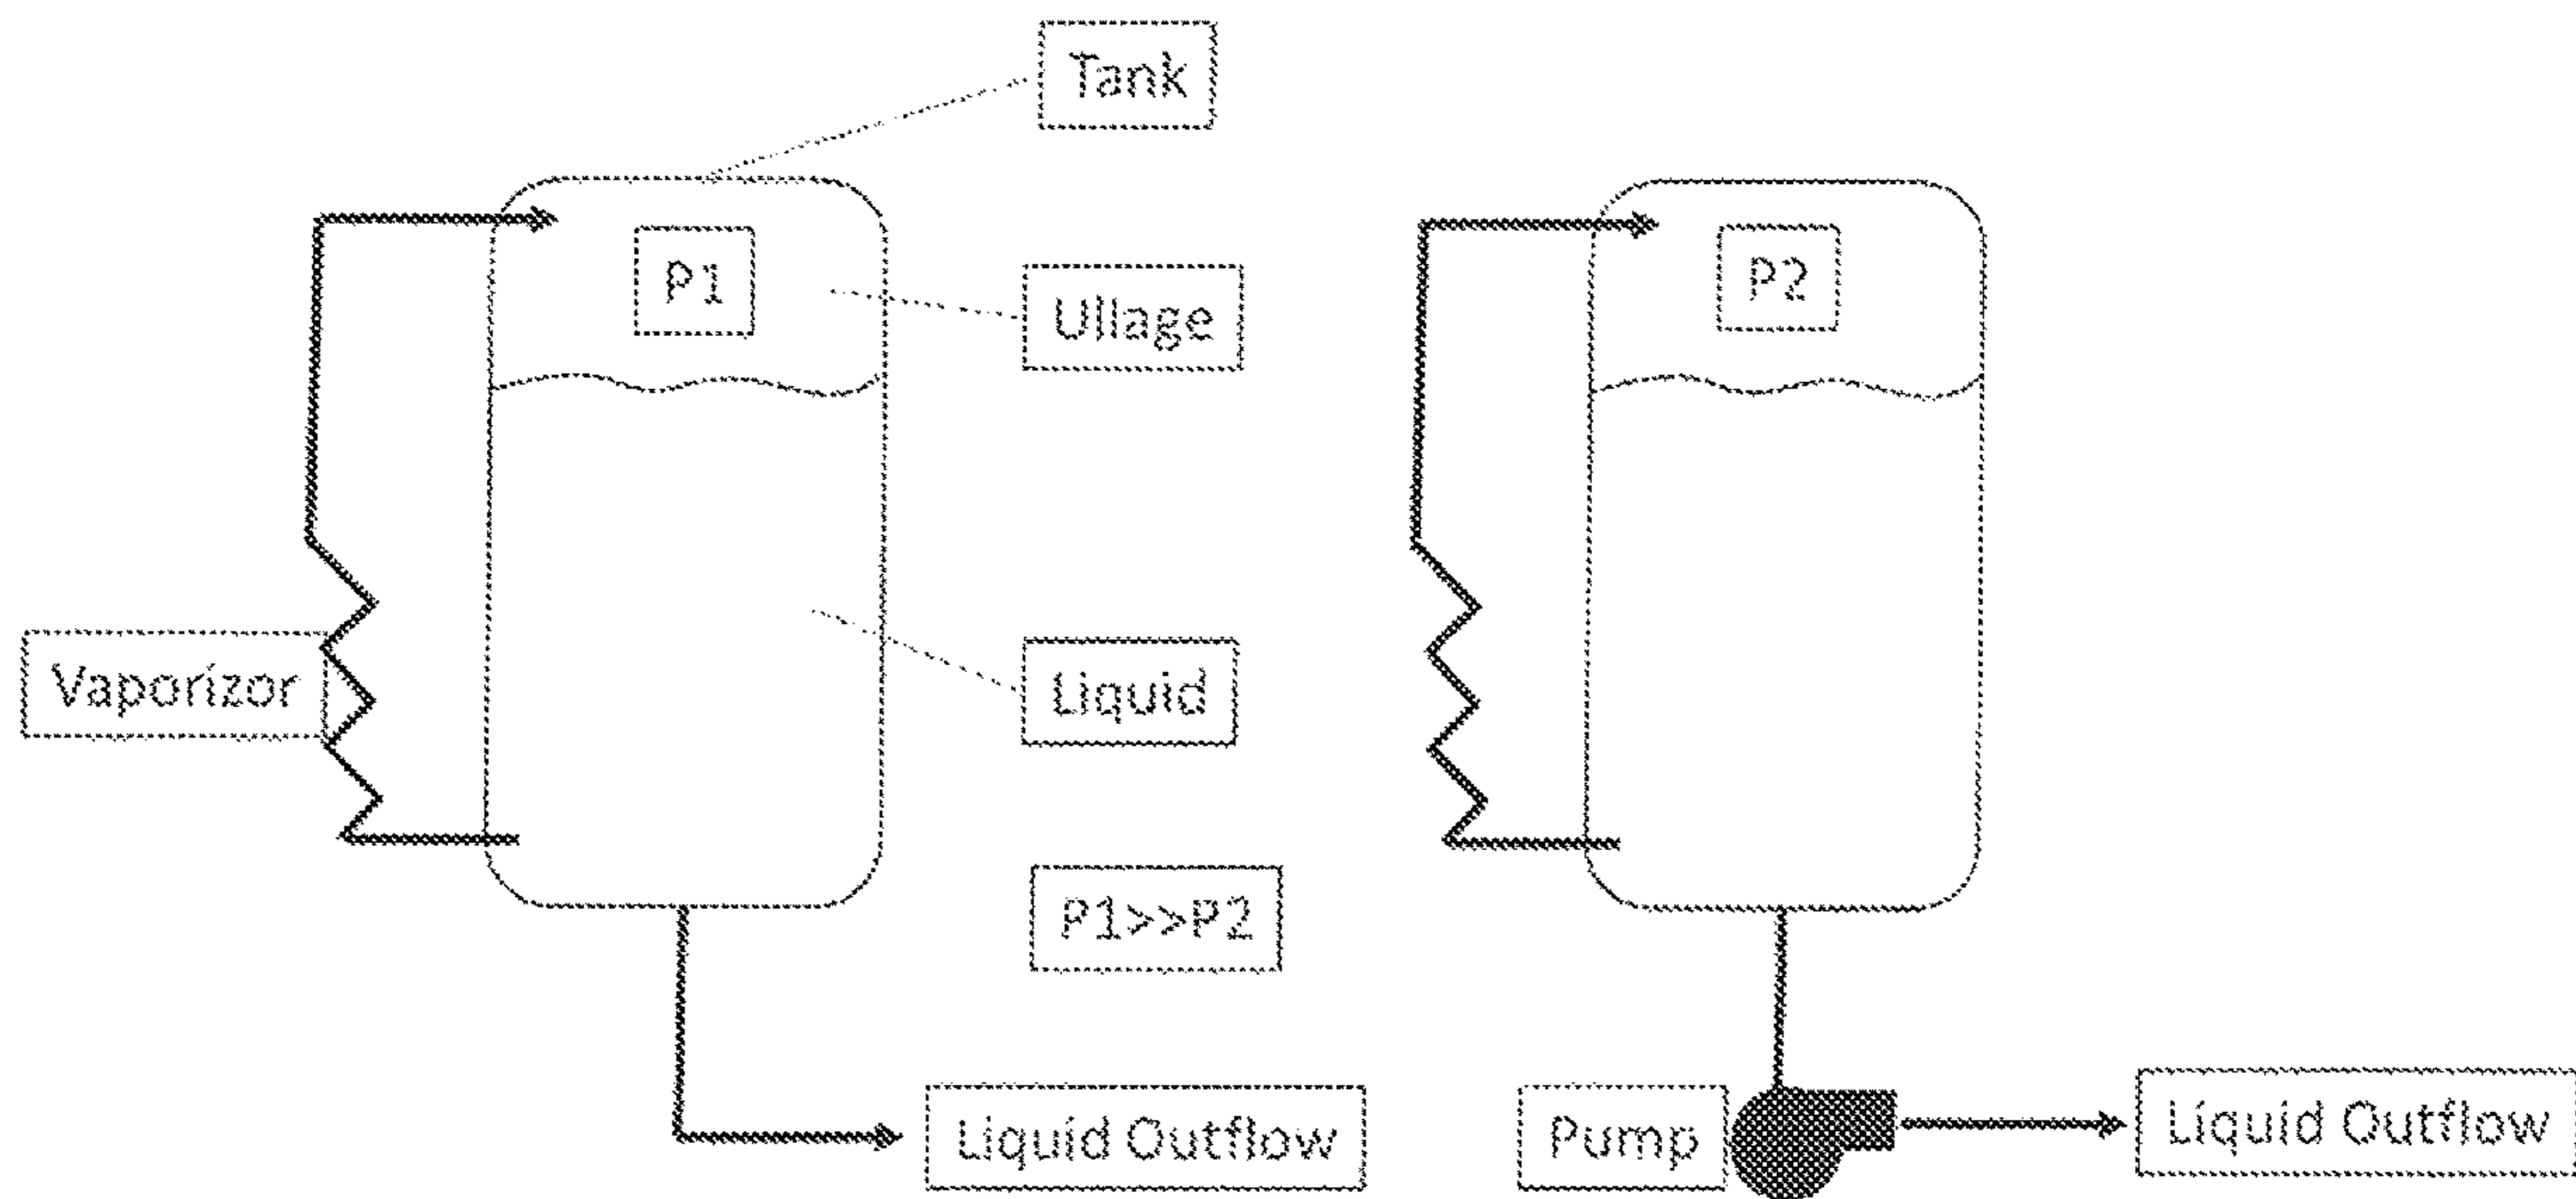 Tank
P1
P2
Ullage
Vaporizor
Liquid
P1>>P2
Liquid Outflow
Pump
Liquid Outflow